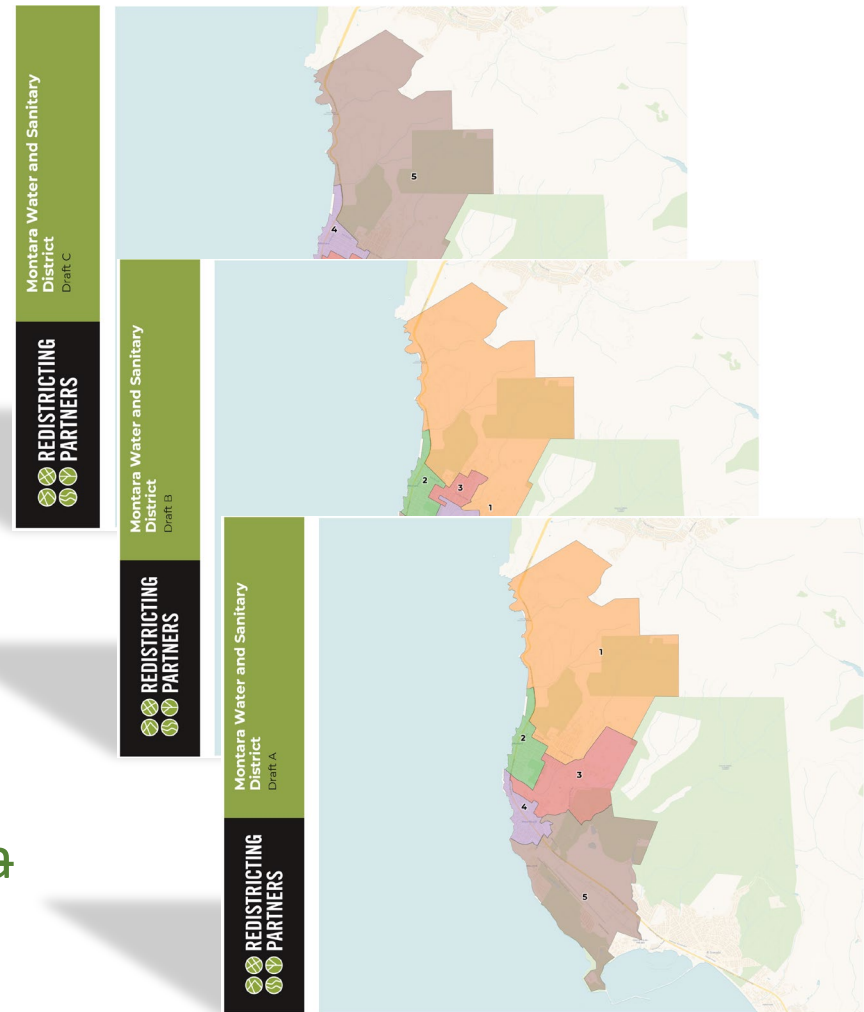 Montara Water and Sanitary
District
Draft C
REDISTRICTING
PARTNERS
5
4
Montara Water and Sanitary
District
Draft B
REDISTRICTING
PARTNERS
2
3
1
Montara Water and Sanitary
District
Draft A
REDISTRICTING
PARTNERS
1
2
3
4
5
a